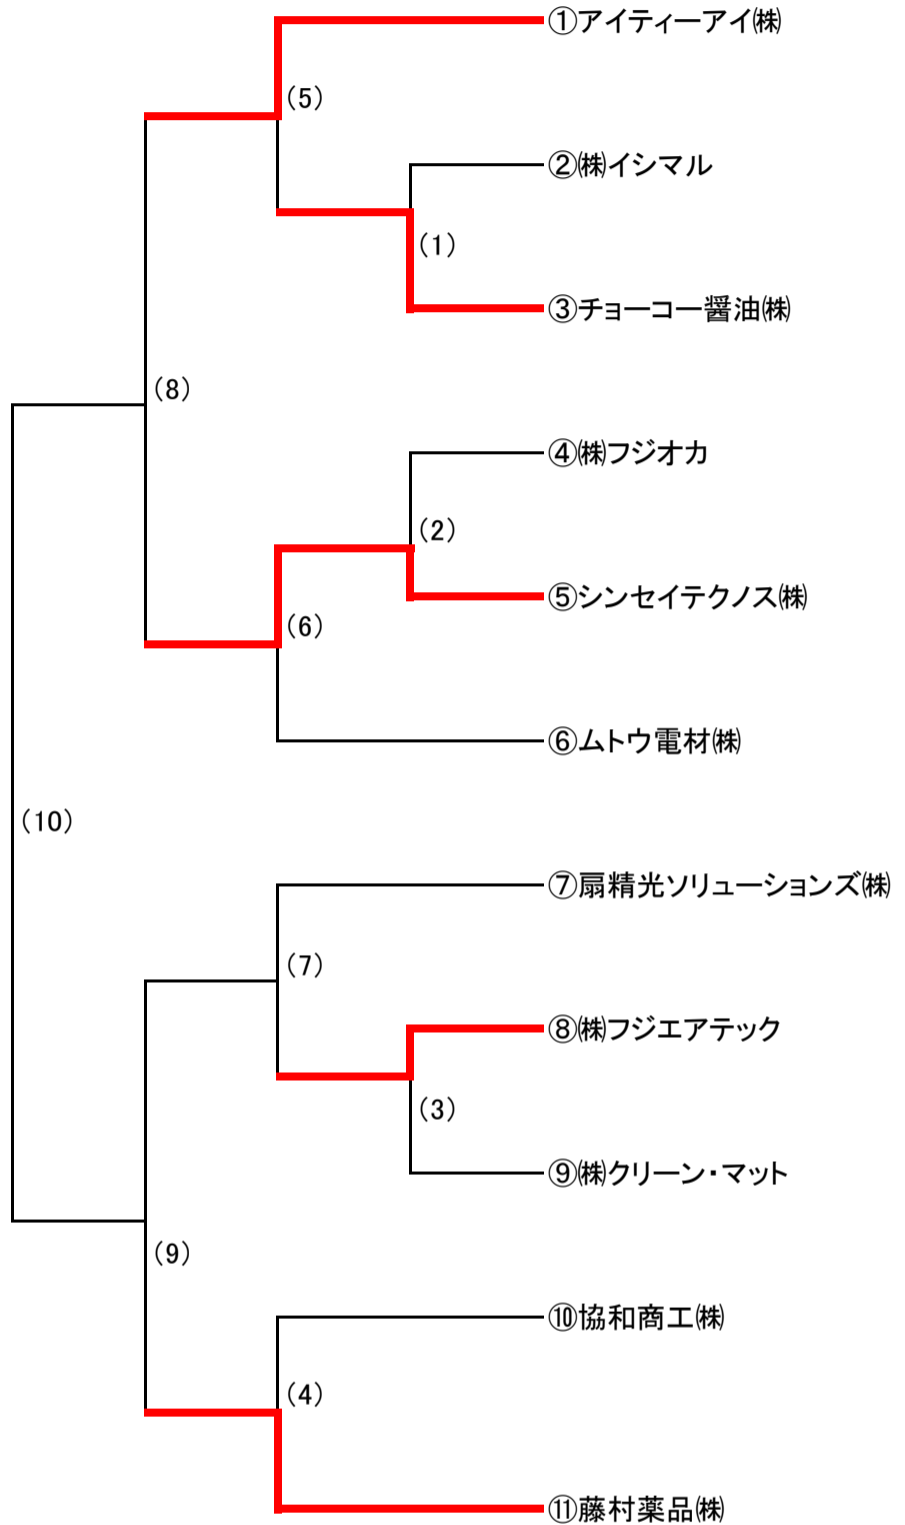 ①アイティーアイ㈱
(5)
②㈱イシマル
(1)
③チョーコー醤油㈱
(8)
④㈱フジオカ
(2)
⑤シンセイテクノス㈱
(6)
⑥ムトウ電材㈱
(10)
⑦扇精光ソリューションズ㈱
(7)
⑧㈱フジエアテック
(3)
⑨㈱クリーン・マット
(9)
⑩協和商工㈱
(4)
⑪藤村薬品㈱